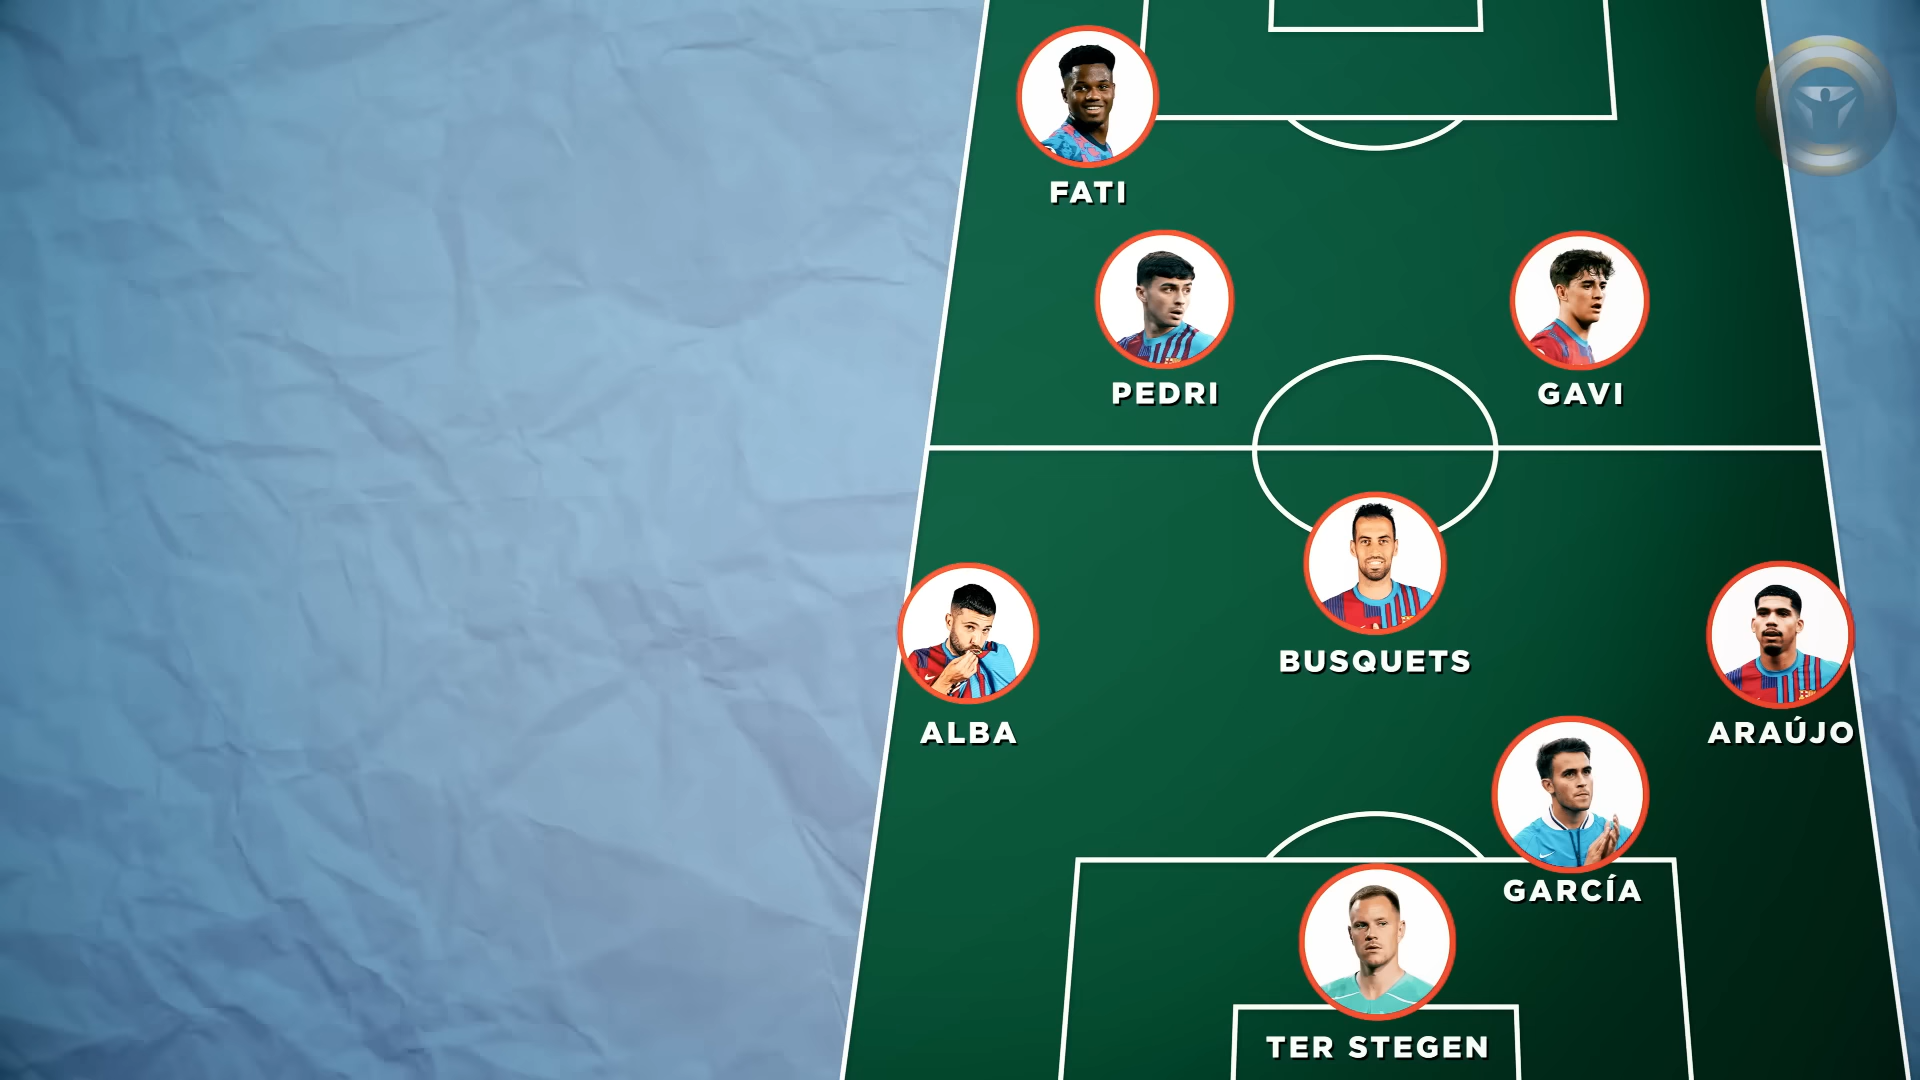 FATI
PEDRI
GAVI
BUSQUETS
ALBA
ARAÚJO
GARCÍA
TER STEGEN